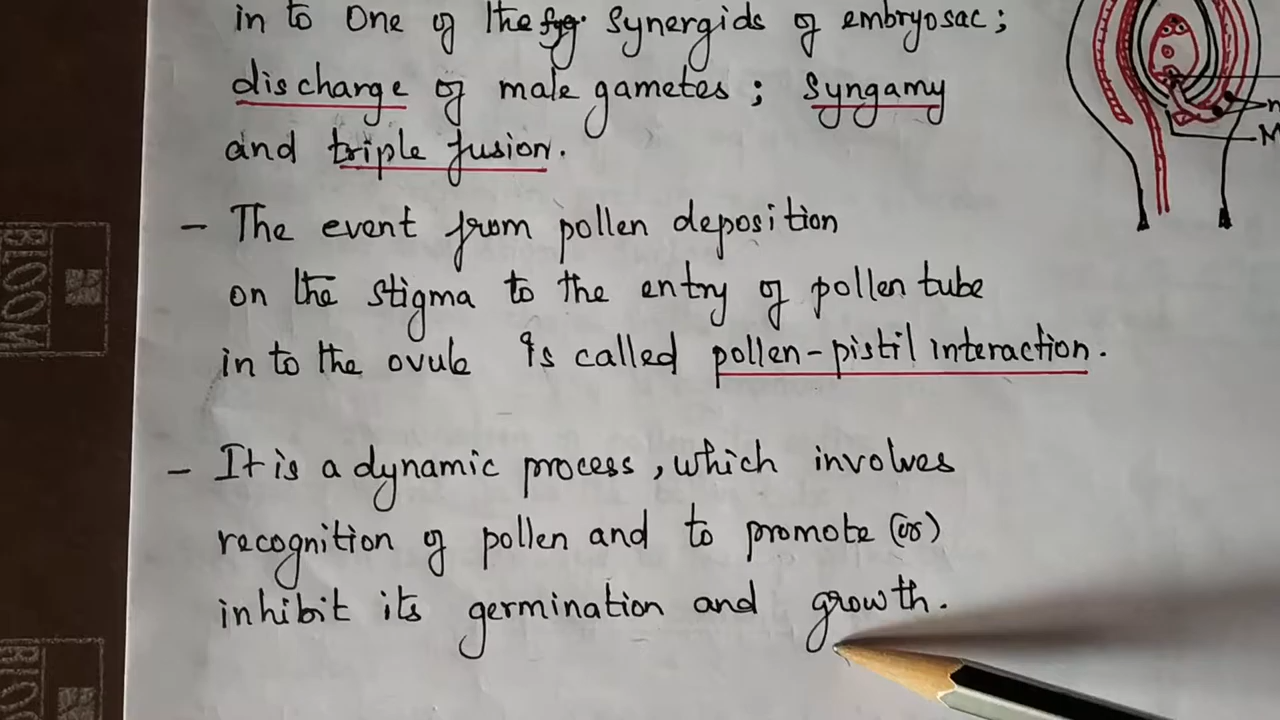 in to One of the syg. Synergids of embryosac;
discharge of male gametes; Syngamy
and triple fusion.
- The event from pollen deposition
on the stigma to the entry of pollen tube
in to the ovule is called pollen-pistil interaction.
- It is a dynamic process, which involves
recognition of pollen and to promote (or)
inhibit its germination and growth.
BLOOM